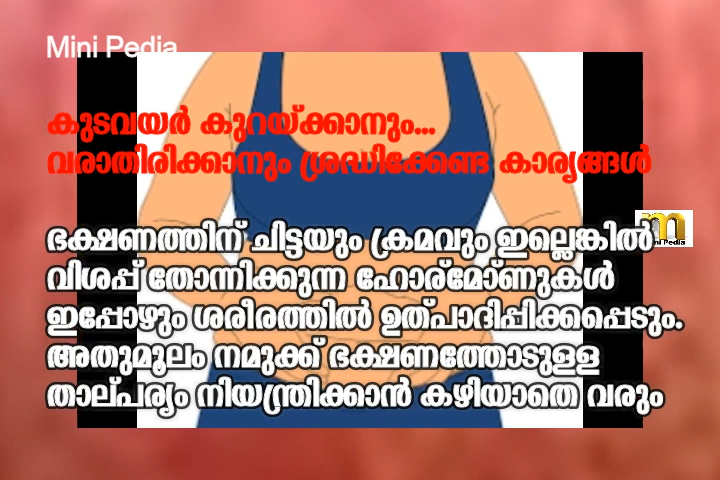 Mini Pedia
കുടവയർ കുറയ്ക്കാനും...
വരാതിരിക്കാനും ശ്രദ്ധിക്കേണ്ട കാര്യങ്ങൾ
m
ഭക്ഷണത്തിന് ചിട്ടയും ക്രമവും ഇല്ലെങ്കിൽ
വിശപ്പ് തോന്നിക്കുന്ന ഹോര്മോണുകൾ
ഇപ്പോഴും ശരീരത്തിൽ ഉത്പാദിപ്പിക്കപ്പെടും.
അതുമൂലം നമുക്ക് ഭക്ഷണത്തോടുളള
താല്പര്യം നിയന്ത്രിക്കാൻ കഴിയാതെ വരും